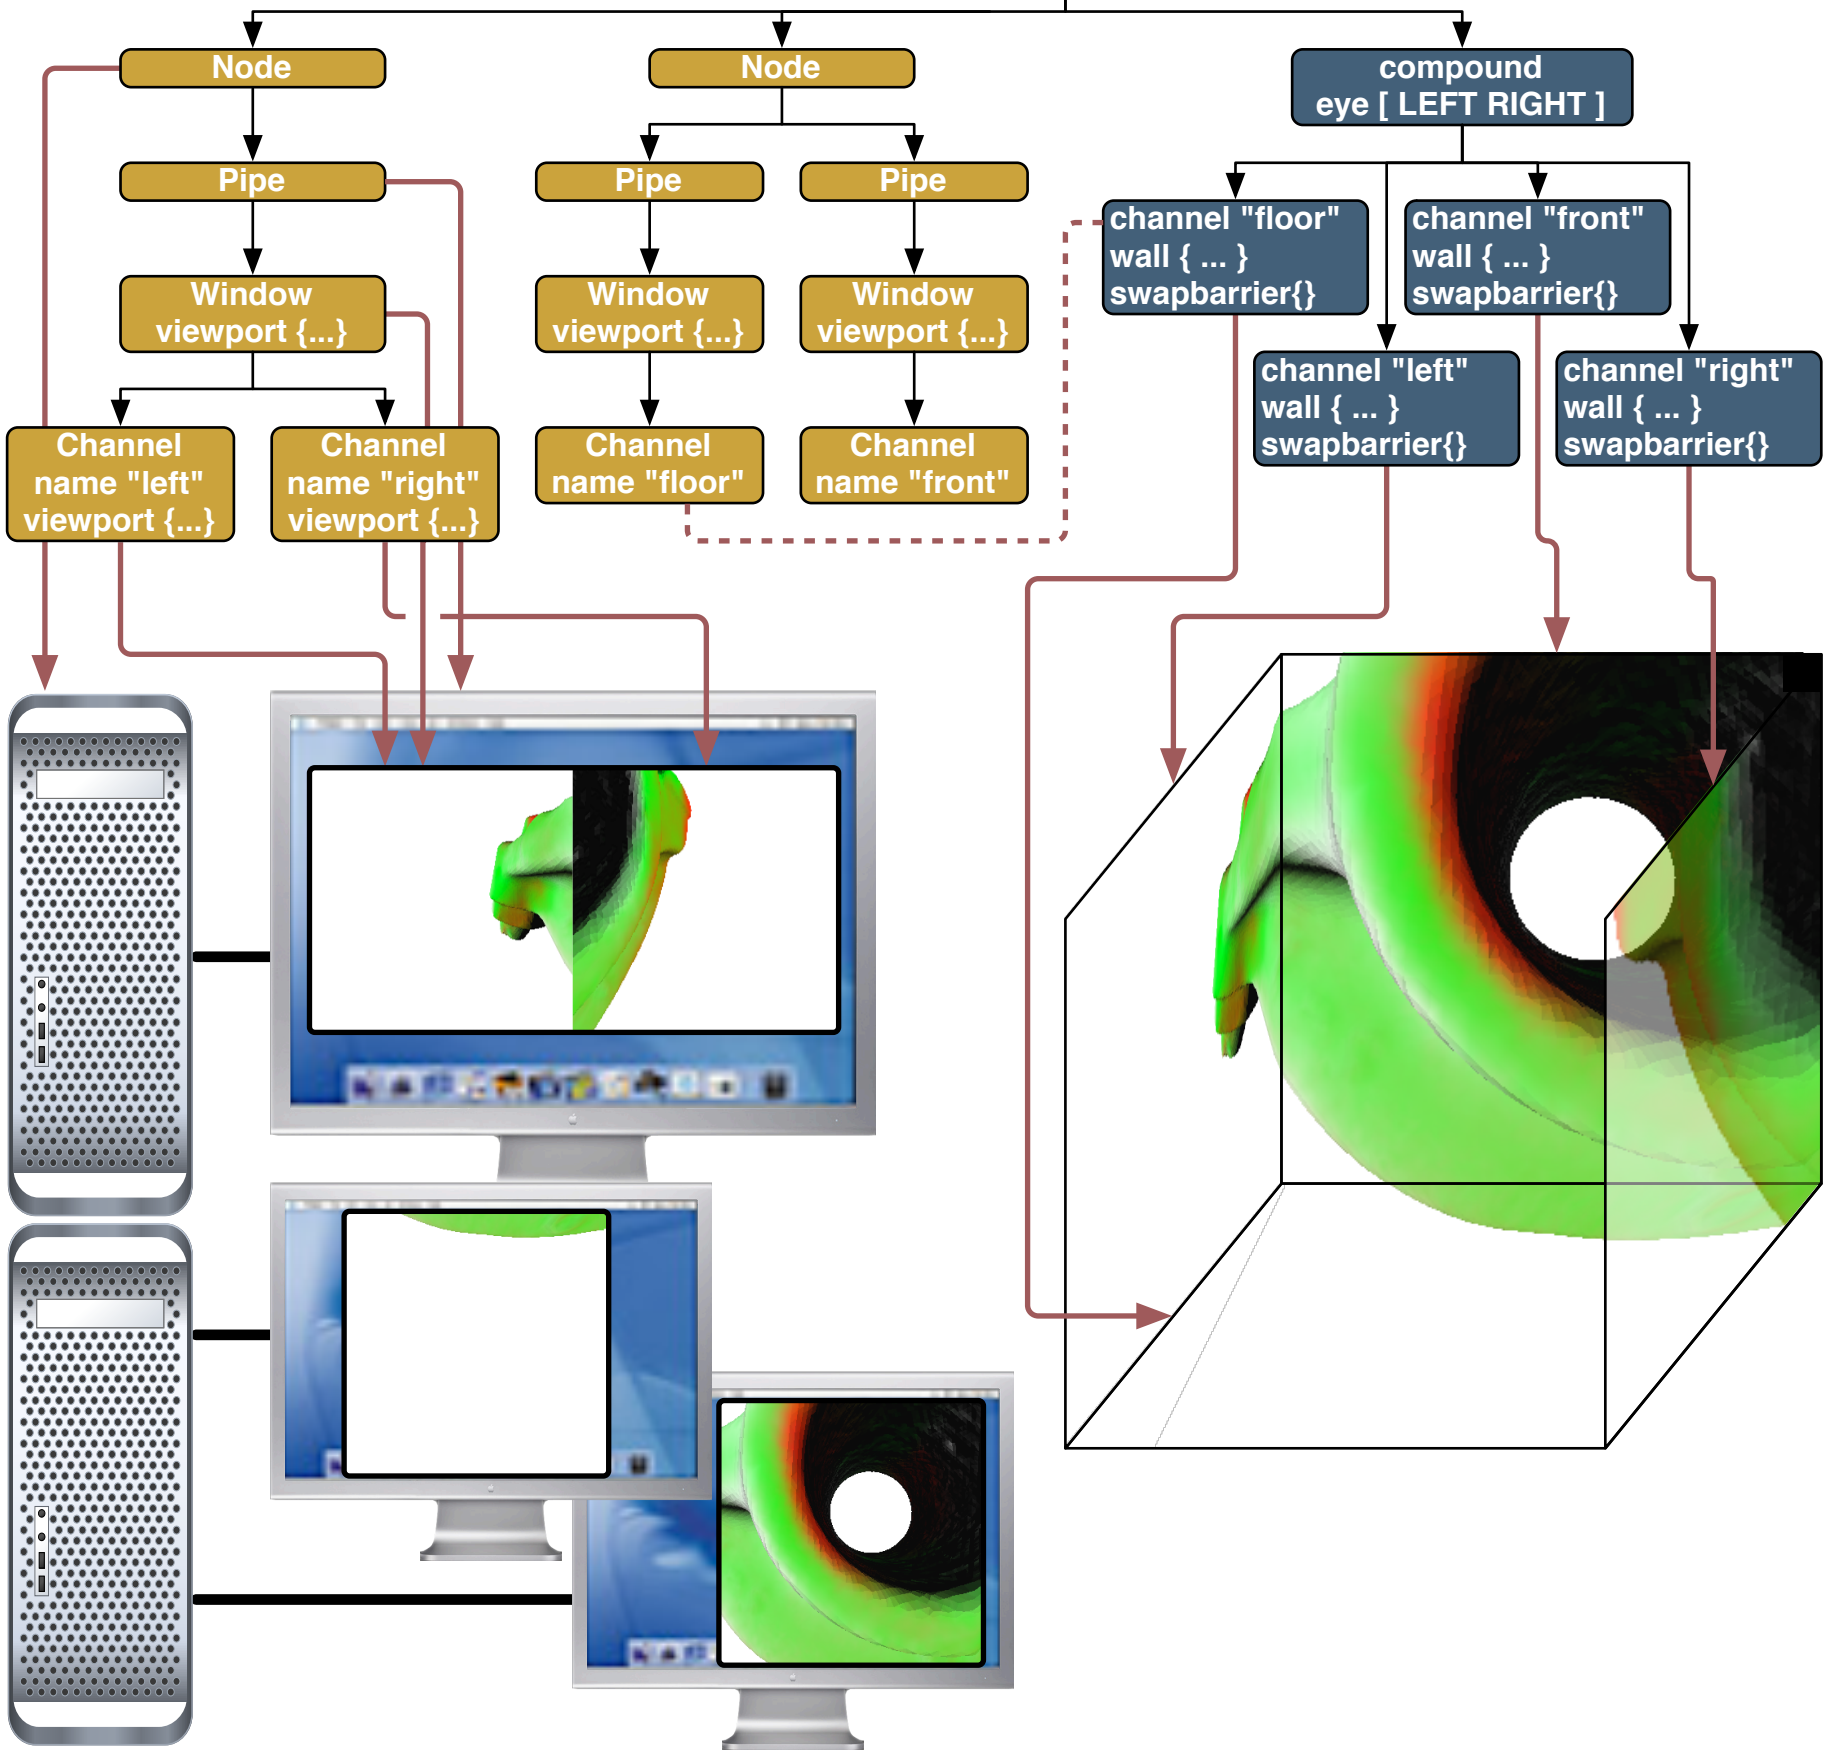 Node
Node
compound
eye [ LEFT RIGHT ]
Pipe
Pipe
Pipe
channel "floor"
wall { ... }
swapbarrier{}
channel "front"
wall { ... }
swapbarrier{}
Window
viewport {...}
Window
viewport {...}
Window
viewport {...}
channel "left"
wall { ... }
swapbarrier{}
channel "right"
wall { ... }
swapbarrier{}
Channel
name "left"
viewport {...}
Channel
name "right"
viewport {...}
Channel
name "floor"
Channel
name "front"